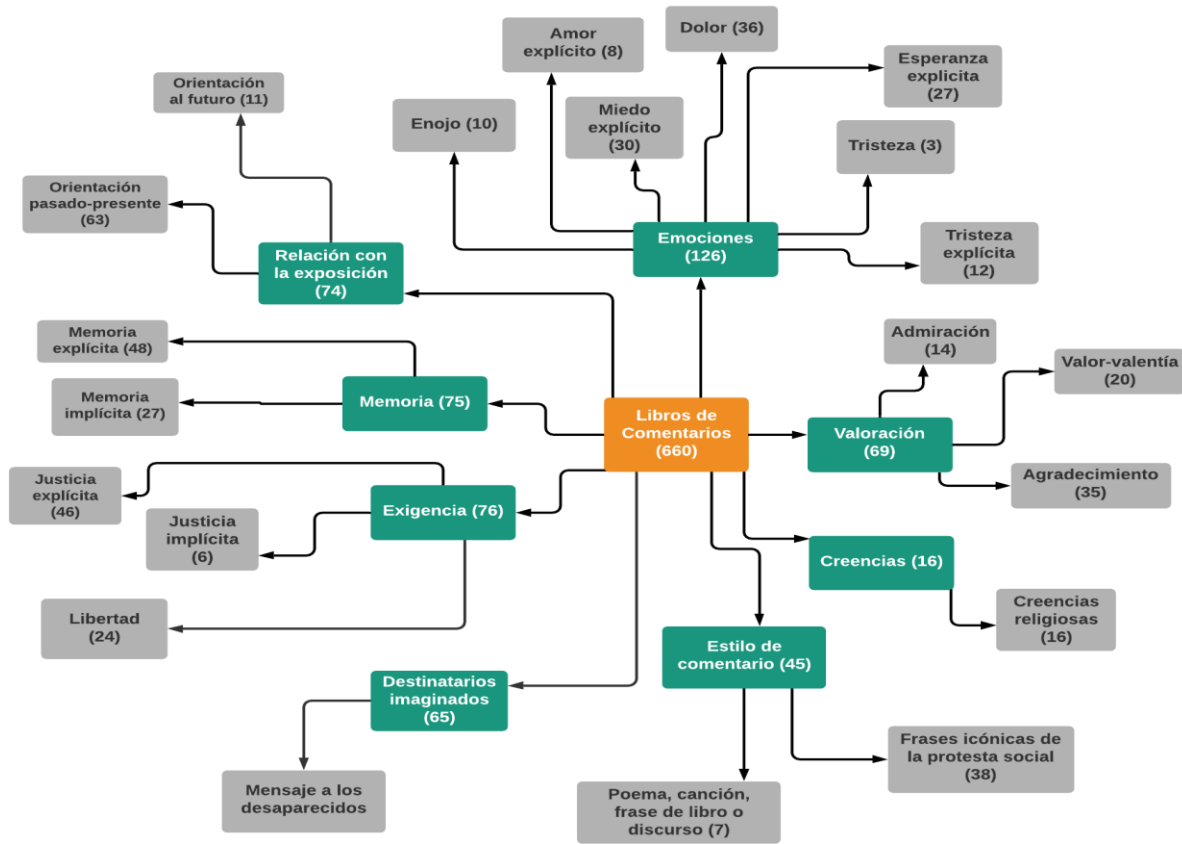 Amor
explícito (8)
Dolor (36)
Esperanza
explicita
(27)
Orientación
al futuro (11)
Enojo (10)
Miedo
explícito
(30)
Tristeza (3)
Orientación
pasado-presente
(63)
Relación con
la exposición
(74)
Emociones
(126)
Tristeza
explícita
(12)
Memoria
explícita (48)
Memoria
implícita (27)
Memoria (75)
Libros de
Comentarios
(660)
Admiración
(14)
Valor-valentía
(20)
Valoración
(69)
Agradecimiento
(35)
Justicia
explícita
(46)
Justicia
implícita
(6)
Exigencia (76)
Libertad
(24)
Creencias (16)
Creencias
religiosas
(16)
Estilo de
comentario (45)
Destinatarios
imaginados
(65)
Mensaje a los
desaparecidos
Poema, canción,
frase de libro o
discurso (7)
Frases icónicas de
la protesta social
(38)